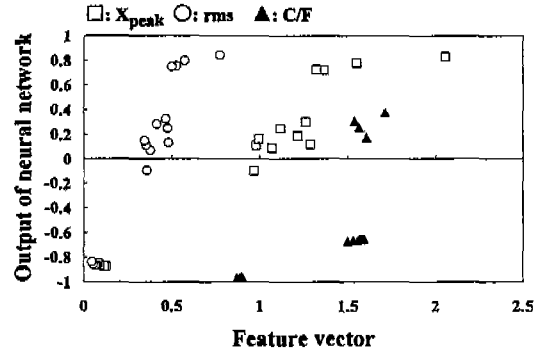 □: Xpeak ○: rms ▲: C/F
Output of neural network
1
0.8
0.6
0.4
0.2
0
-0.2
-0.4
-0.6
-0.8
-1
0 0.5 1 1.5 2 2.5
Feature vector